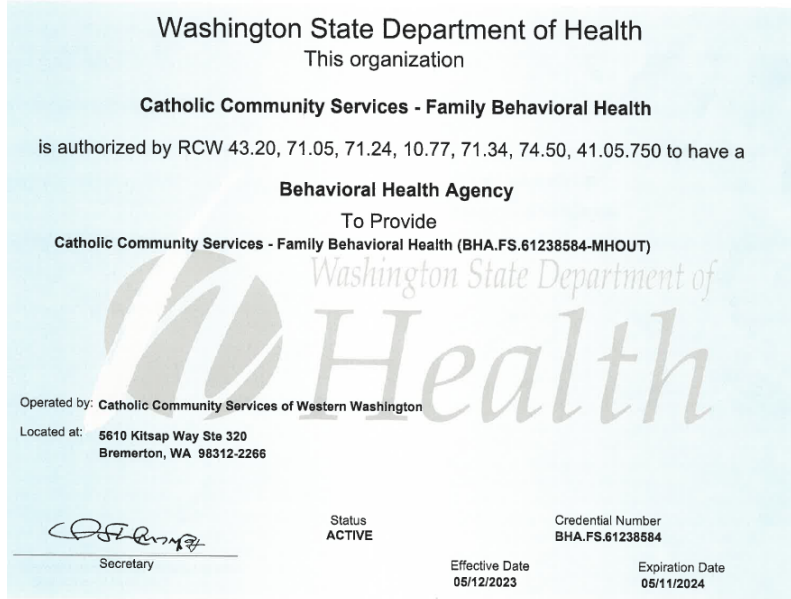 Washington State Department of Health
This organization
Catholic Community Services - Family Behavioral Health
is authorized by RCW 43.20, 71.05, 71.24, 10.77, 71.34, 74.50, 41.05.750 to have a
Behavioral Health Agency
To Provide
Catholic Community Services - Family Behavioral Health (BHA.FS.61238584-MHOUT)
Washington State Department of
Health
Operated by: Catholic Community Services of Western Washington
Located at: 5610 Kitsap Way Ste 320
Bremerton, WA 98312-2266
Status
ACTIVE
Credential Number
BHA.FS.61238584
Secretary
Effective Date
05/12/2023
Expiration Date
05/11/2024